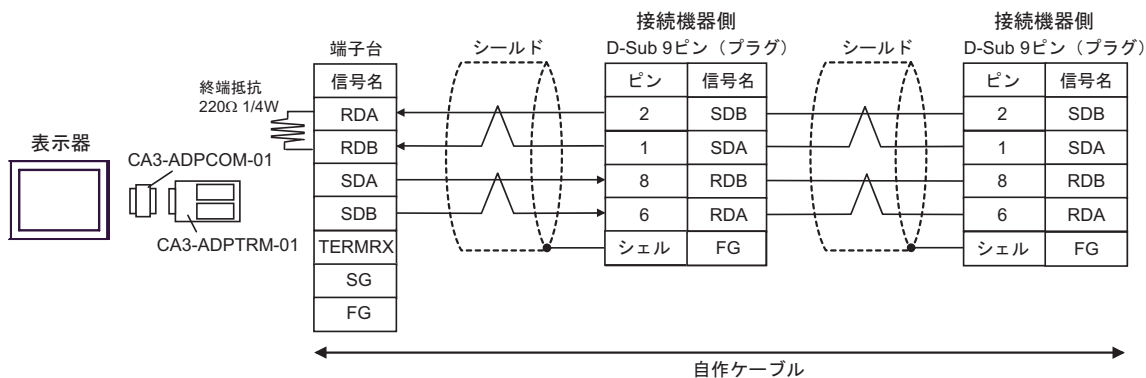 接続機器側
接続機器側
端子台
シールド
D-Sub 9ピン（プラグ）
シールド
D-Sub 9ピン（プラグ）
終端抵抗
220Ω 1/4W
表示器
CA3-ADPCOM-01
CA3-ADPTRM-01
信号名
RDA
RDB
SDA
SDB
TERMRX
SG
FG
ピン 信号名
2 SDB
1 SDA
8 RDB
6 RDA
シェル FG
ピン 信号名
2 SDB
1 SDA
8 RDB
6 RDA
シェル FG
自作ケーブル